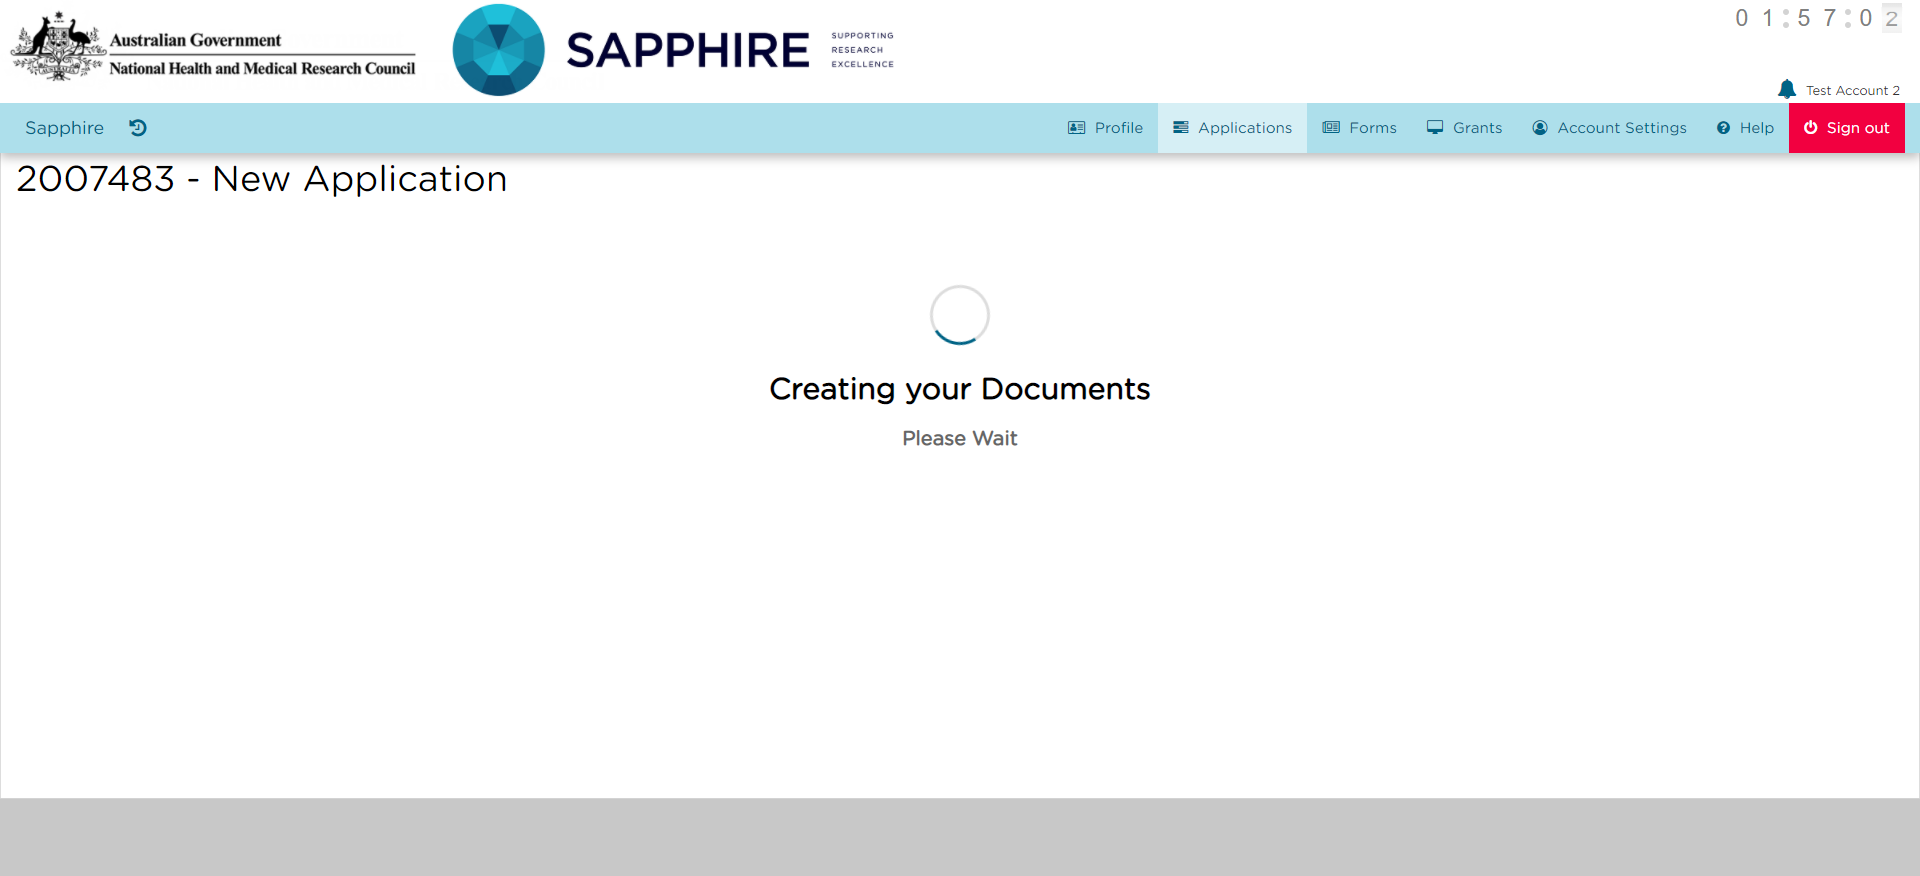 Australian Government
National Health and Medical Research Council
SAPPHIRE
SUPPORTING
RESEARCH
EXCELLENCE
01:57:02
Test Account 2
Sapphire
Profile
Applications
Forms
Grants
Account Settings
Help
Sign out
2007483 - New Application
Creating your Documents
Please Wait